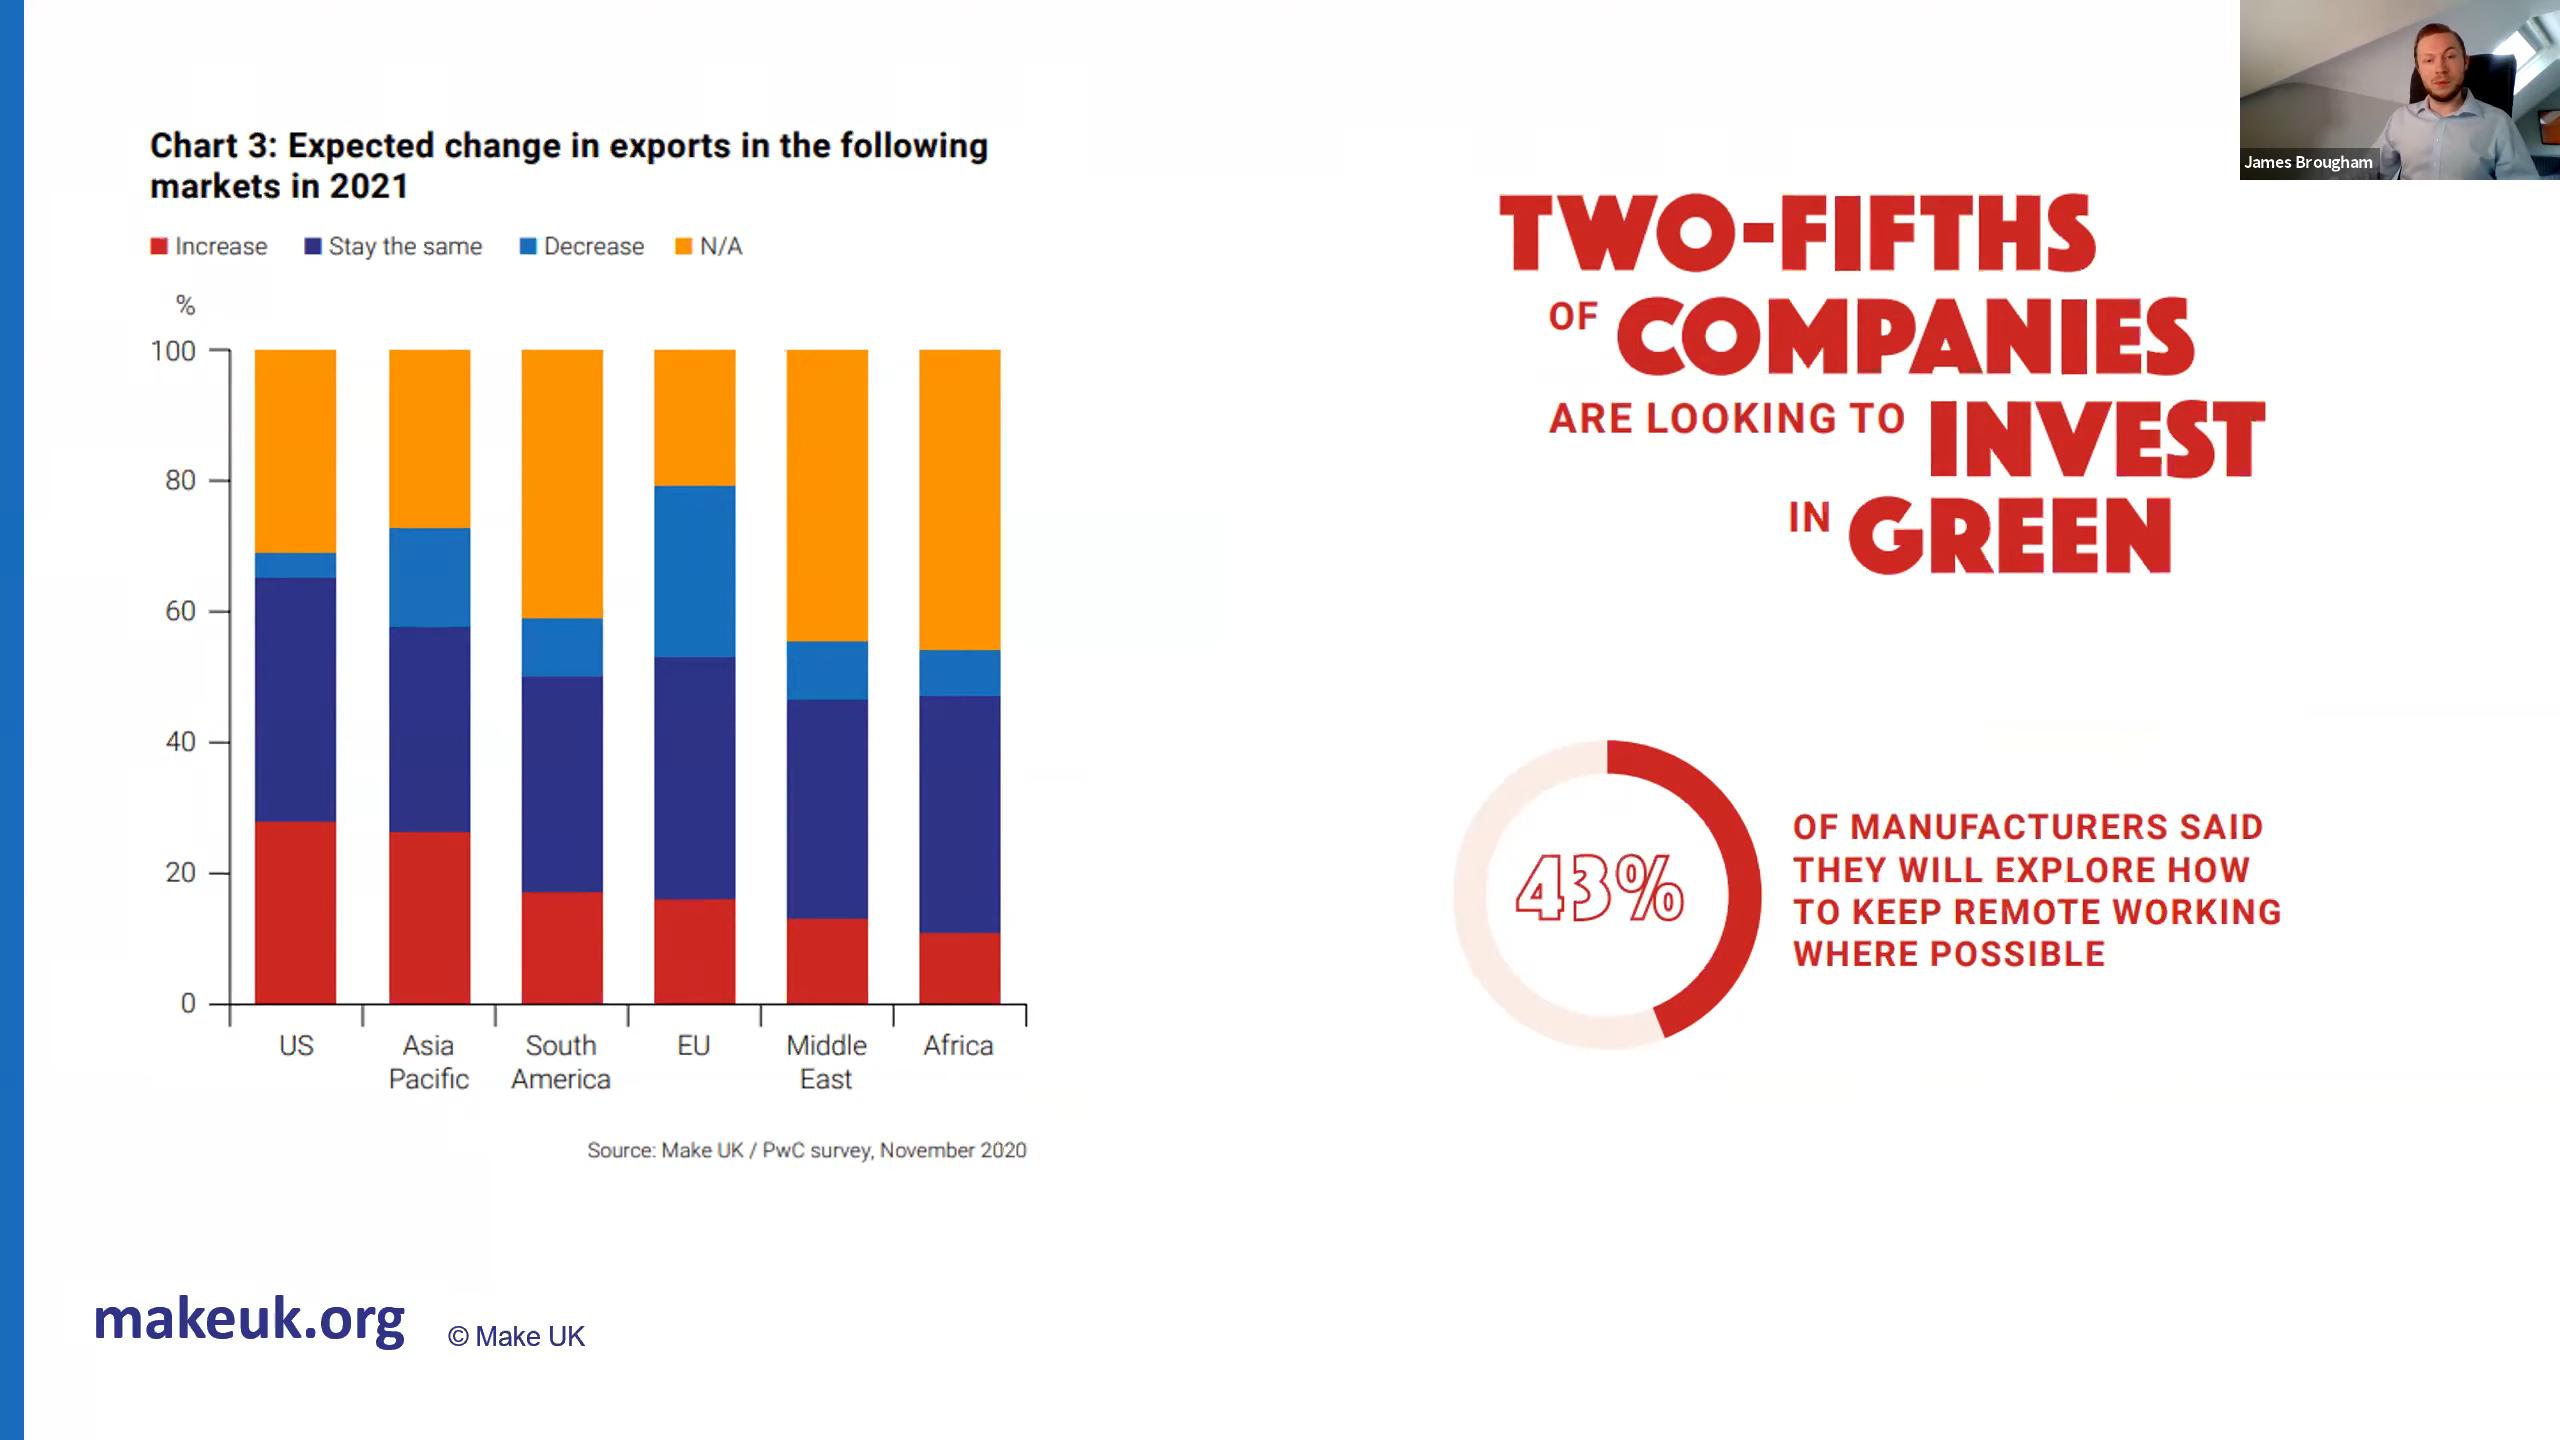 Chart 3: Expected change in exports in the following
markets in 2021
Increase Stay the same Decrease N/A
%
100
80
60
40
20
0
US Asia Pacific South America EU Middle East Africa
Source: Make UK / PwC survey, November 2020
James Brougham
TWO-FIFTHS
OF COMPANIES
ARE LOOKING TO INVEST
IN GREEN
43%
OF MANUFACTURERS SAID
THEY WILL EXPLORE HOW
TO KEEP REMOTE WORKING
WHERE POSSIBLE
makeuk.org © Make UK